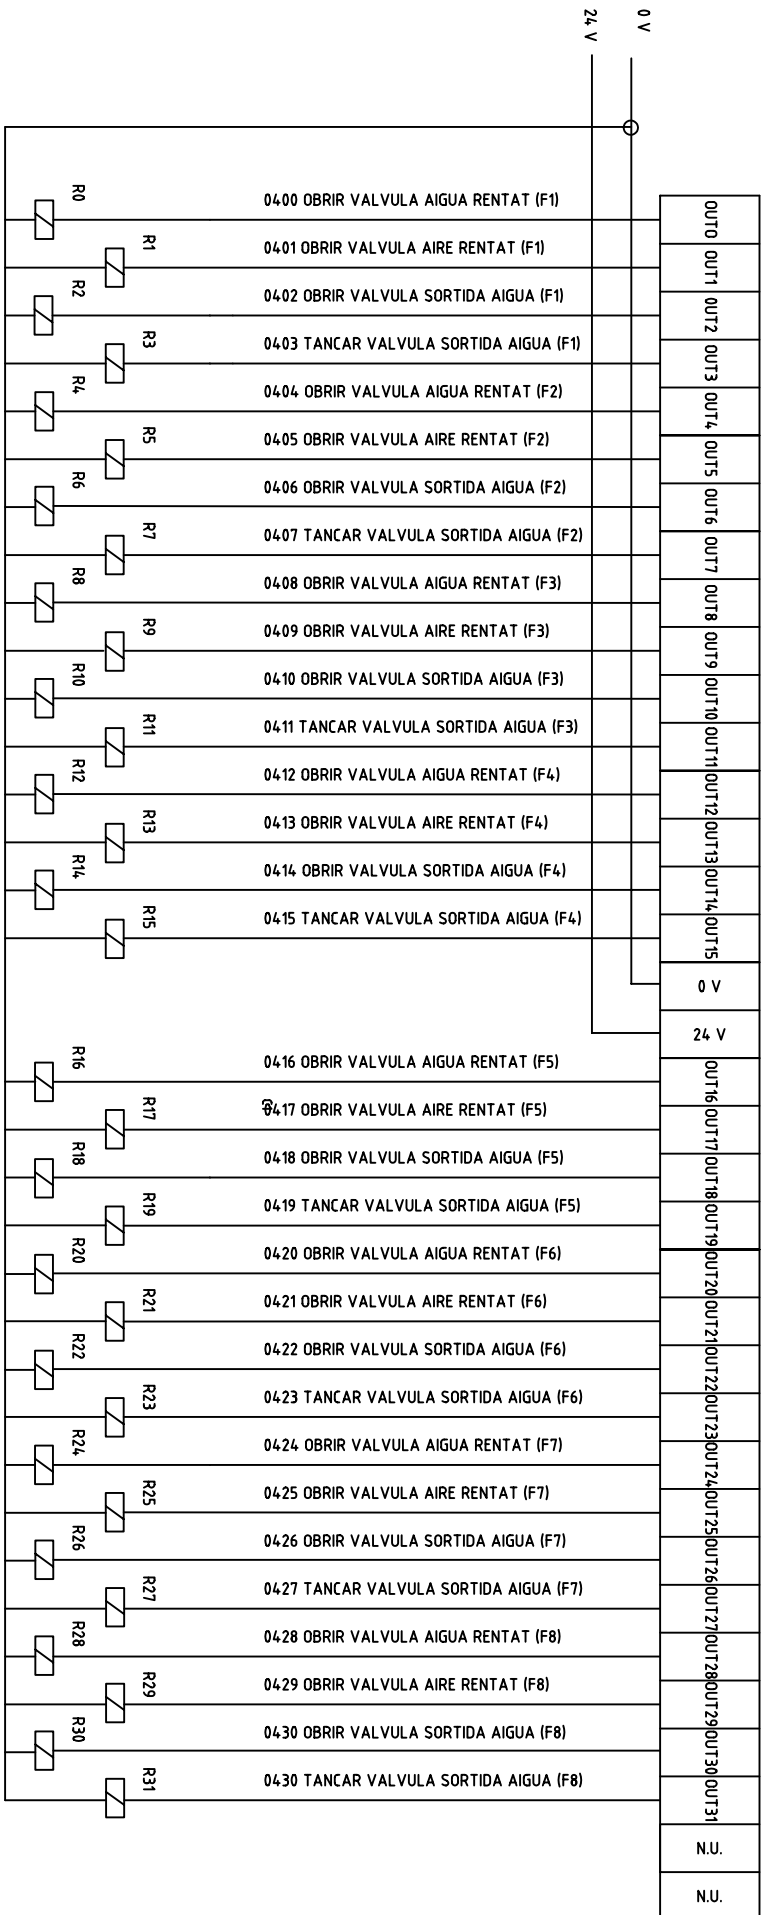 0 V
24 V
R0 0400 OBRIR VALVULA AIGUA RENTAT (F1) OUT0
R1 0401 OBRIR VALVULA AIRE RENTAT (F1) OUT1
R2 0402 OBRIR VALVULA SORTIDA AIGUA (F1) OUT2
R3 0403 TANCAR VALVULA SORTIDA AIGUA (F1) OUT3
R4 0404 OBRIR VALVULA AIGUA RENTAT (F2) OUT4
R5 0405 OBRIR VALVULA AIRE RENTAT (F2) OUT5
R6 0406 OBRIR VALVULA SORTIDA AIGUA (F2) OUT6
R7 0407 TANCAR VALVULA SORTIDA AIGUA (F2) OUT7
R8 0408 OBRIR VALVULA AIGUA RENTAT (F3) OUT8
R9 0409 OBRIR VALVULA AIRE RENTAT (F3) OUT9
R10 0410 OBRIR VALVULA SORTIDA AIGUA (F3) OUT10
R11 0411 TANCAR VALVULA SORTIDA AIGUA (F3) OUT11
R12 0412 OBRIR VALVULA AIGUA RENTAT (F4) OUT12
R13 0413 OBRIR VALVULA AIRE RENTAT (F4) OUT13
R14 0414 OBRIR VALVULA SORTIDA AIGUA (F4) OUT14
R15 0415 TANCAR VALVULA SORTIDA AIGUA (F4) OUT15
0 V
24 V
R16 0416 OBRIR VALVULA AIGUA RENTAT (F5) OUT16
R17 0417 OBRIR VALVULA AIRE RENTAT (F5) OUT17
R18 0418 OBRIR VALVULA SORTIDA AIGUA (F5) OUT18
R19 0419 TANCAR VALVULA SORTIDA AIGUA (F5) OUT19
R20 0420 OBRIR VALVULA AIGUA RENTAT (F6) OUT20
R21 0421 OBRIR VALVULA AIRE RENTAT (F6) OUT21
R22 0422 OBRIR VALVULA SORTIDA AIGUA (F6) OUT22
R23 0423 TANCAR VALVULA SORTIDA AIGUA (F6) OUT23
R24 0424 OBRIR VALVULA AIGUA RENTAT (F7) OUT24
R25 0425 OBRIR VALVULA AIRE RENTAT (F7) OUT25
R26 0426 OBRIR VALVULA SORTIDA AIGUA (F7) OUT26
R27 0427 TANCAR VALVULA SORTIDA AIGUA (F7) OUT27
R28 0428 OBRIR VALVULA AIGUA RENTAT (F8) OUT28
R29 0429 OBRIR VALVULA AIRE RENTAT (F8) OUT29
R30 0430 OBRIR VALVULA SORTIDA AIGUA (F8) OUT30
R31 0430 TANCAR VALVULA SORTIDA AIGUA (F8) OUT31
N.U.
N.U.